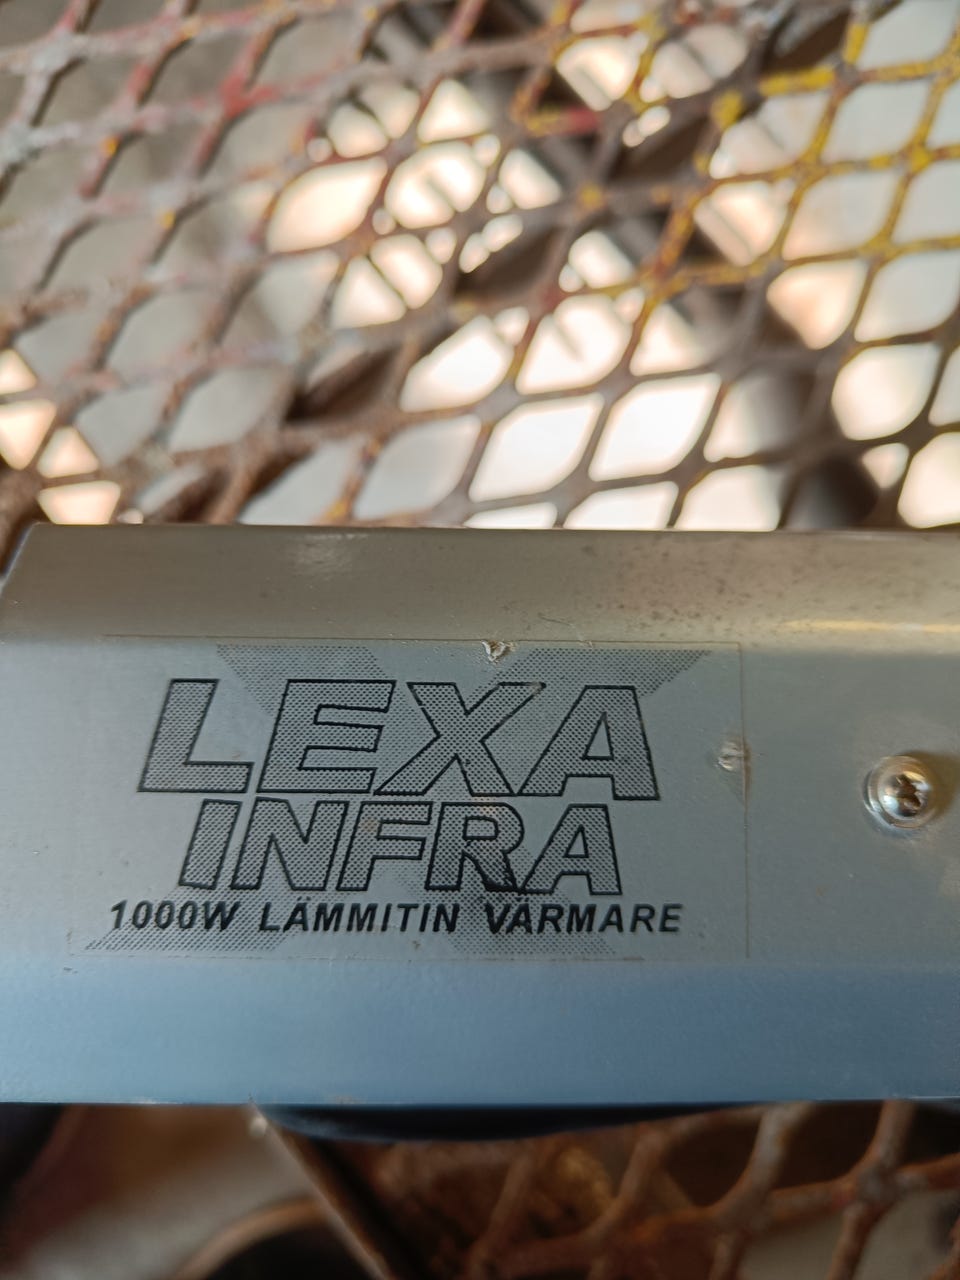 LEXA
INFRA
1000W LÄMMITIN VÄRMARE